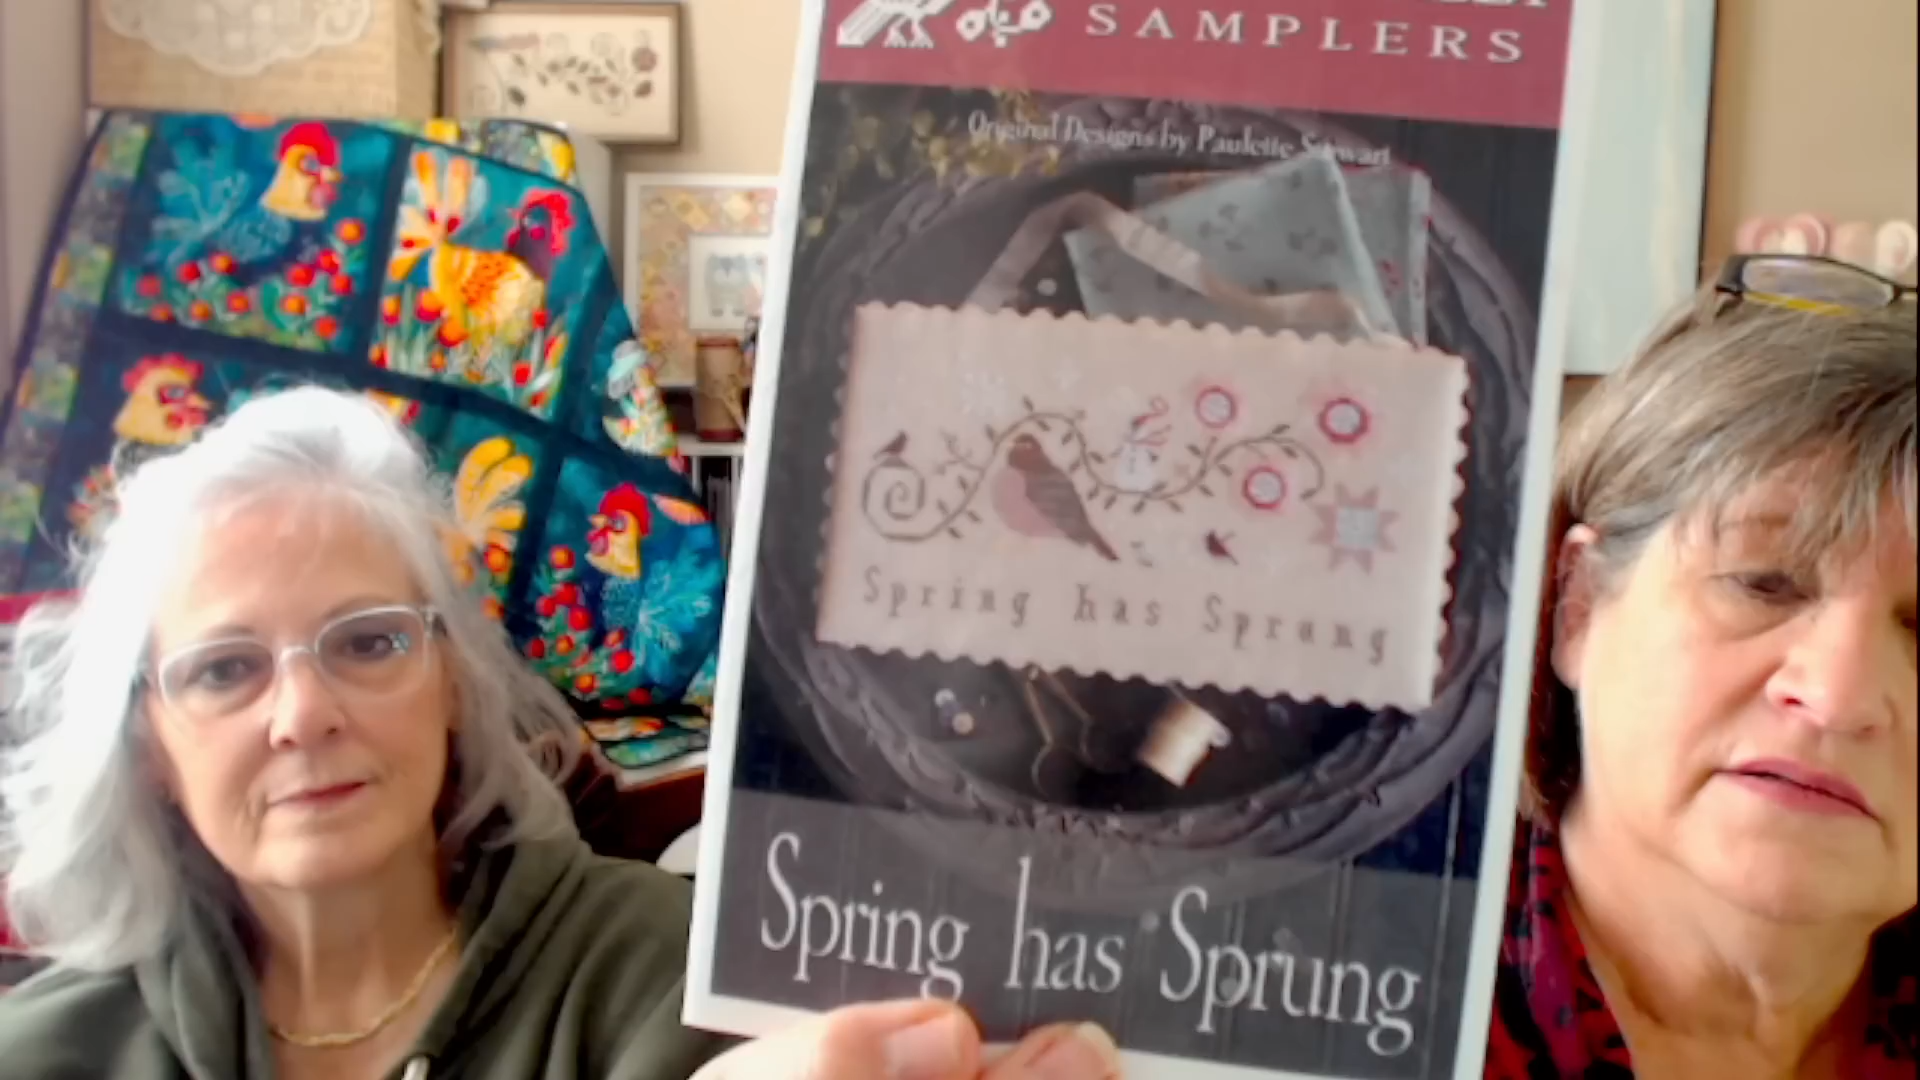 SAMPLERS
Original Designs by Paulette Stewart
Spring has Sprung
Spring has Sprung